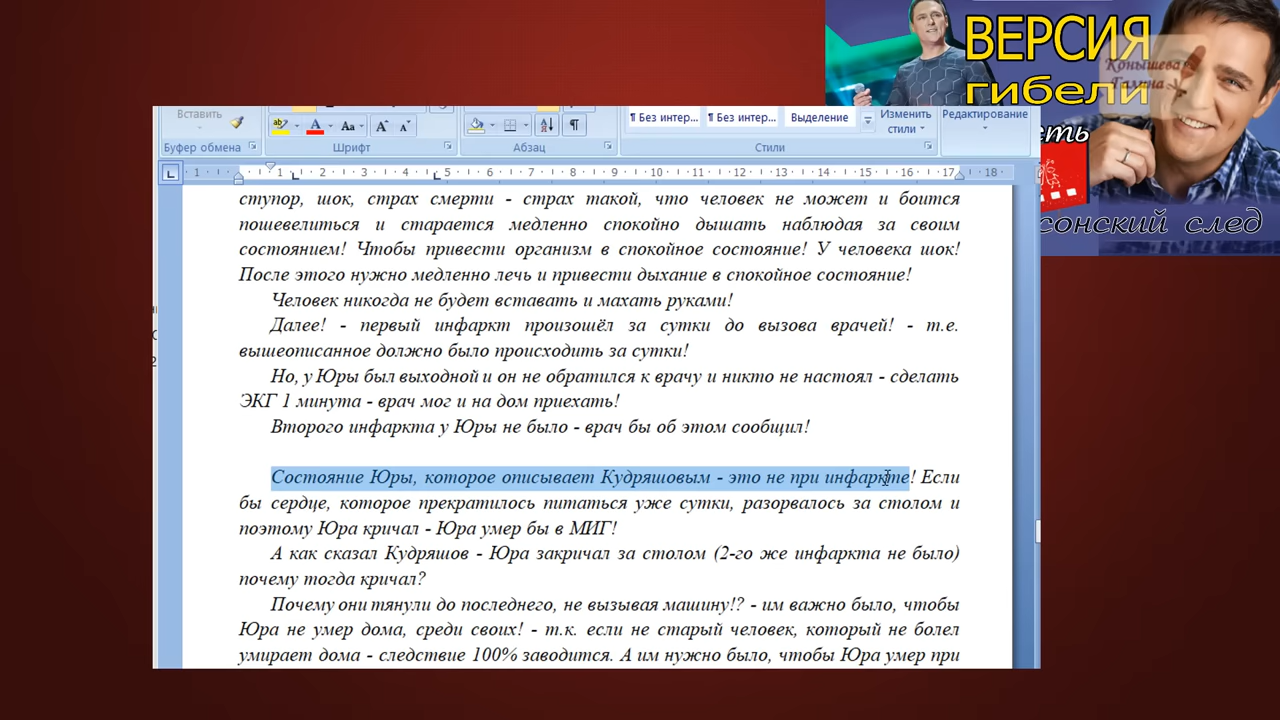 ВЕРСИЯ
гибели
Конышева
Галина
еть
сонский след
Вставить
Буфер обмена
Шрифт
Абзац
¶ Без интер...
¶ Без интер...
Выделение
Изменить
стили
Стили
Редактирование
ступор, шок, страх смерти - страх такой, что человек не может и боится
пошевелиться и старается медленно спокойно дышать наблюдая за своим
состоянием! Чтобы привести организм в спокойное состояние! У человека шок!
После этого нужно медленно лечь и привести дыхание в спокойное состояние!
Человек никогда не будет вставать и махать руками!
Далее! - первый инфаркт произошёл за сутки до вызова врачей! - т.е.
вышеописанное должно было происходить за сутки!
Но, у Юры был выходной и он не обратился к врачу и никто не настоял - сделать
ЭКГ 1 минута - врач мог и на дом приехать!
Второго инфаркта у Юры не было - врач бы об этом сообщил!
Состояние Юры, которое описывает Кудряшовым - это не при инфаркте! Если
бы сердце, которое прекратилось питаться уже сутки, разорвалось за столом и
поэтому Юра кричал - Юра умер бы в МИГ!
А как сказал Кудряшов - Юра закричал за столом (2-го же инфаркта не было)
почему тогда кричал?
Почему они тянули до последнего, не вызывая машину!? - им важно было, чтобы
Юра не умер дома, среди своих! - т.к. если не старый человек, который не болел
умирает дома - следствие 100% заводится. А им нужно было, чтобы Юра умер при